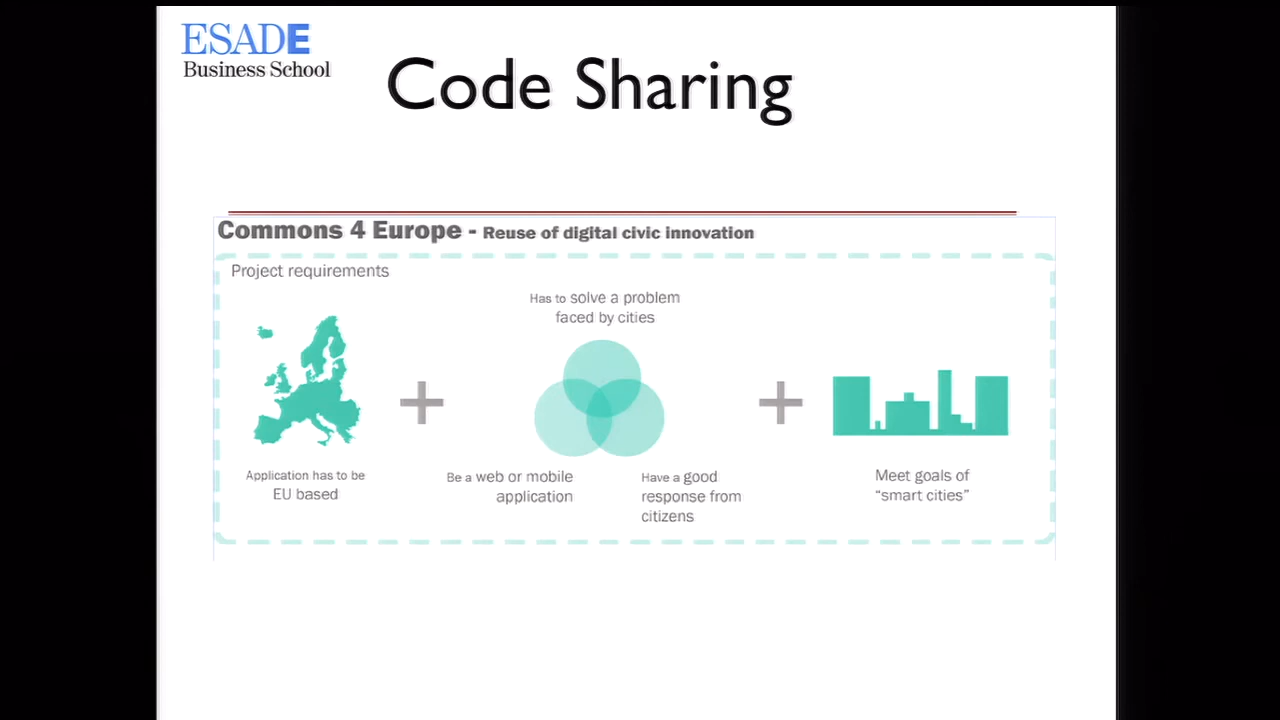 ESADE
Business School
Code Sharing
Commons 4 Europe - Reuse of digital civic innovation
Project requirements
Has to solve a problem
faced by cities
Application has to be
EU based
Be a web or mobile
application
Have a good
response from
citizens
Meet goals of
“smart cities”